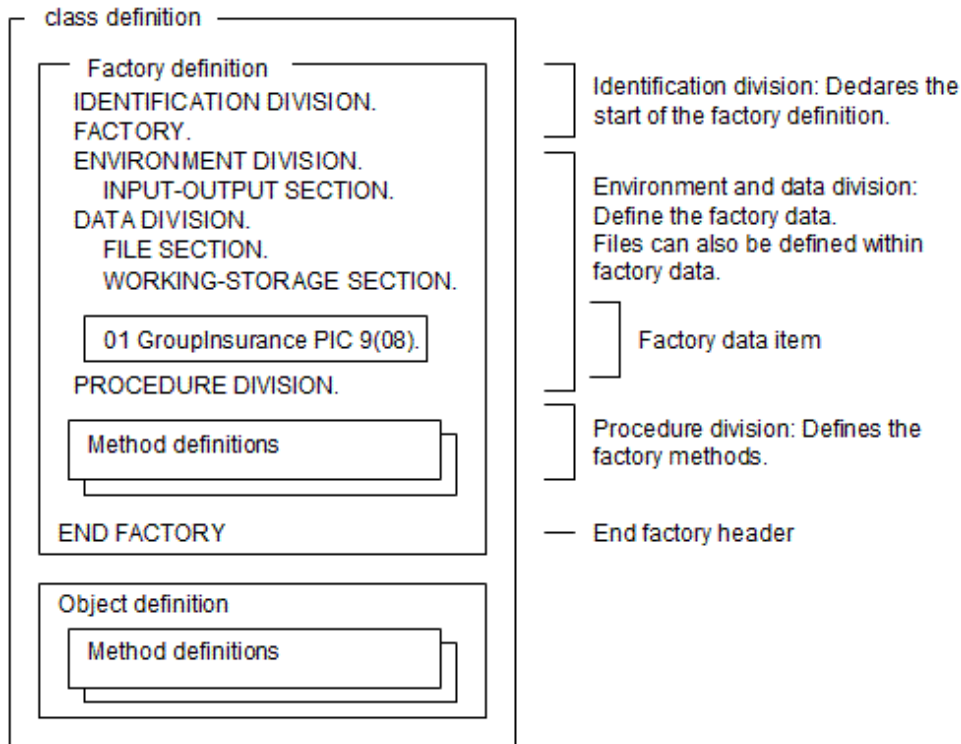 class definition
Factory definition
IDENTIFICATION DIVISION.
FACTORY.
ENVIRONMENT DIVISION.
INPUT-OUTPUT SECTION.
DATA DIVISION.
FILE SECTION.
WORKING-STORAGE SECTION.
01 GroupInsurance PIC 9(08).
PROCEDURE DIVISION.
Method definitions
END FACTORY
Object definition
Method definitions
Identification division: Declares the
start of the factory definition.
Environment and data division:
Define the factory data.
Files can also be defined within
factory data.
Factory data item
Procedure division: Defines the
factory methods.
End factory header